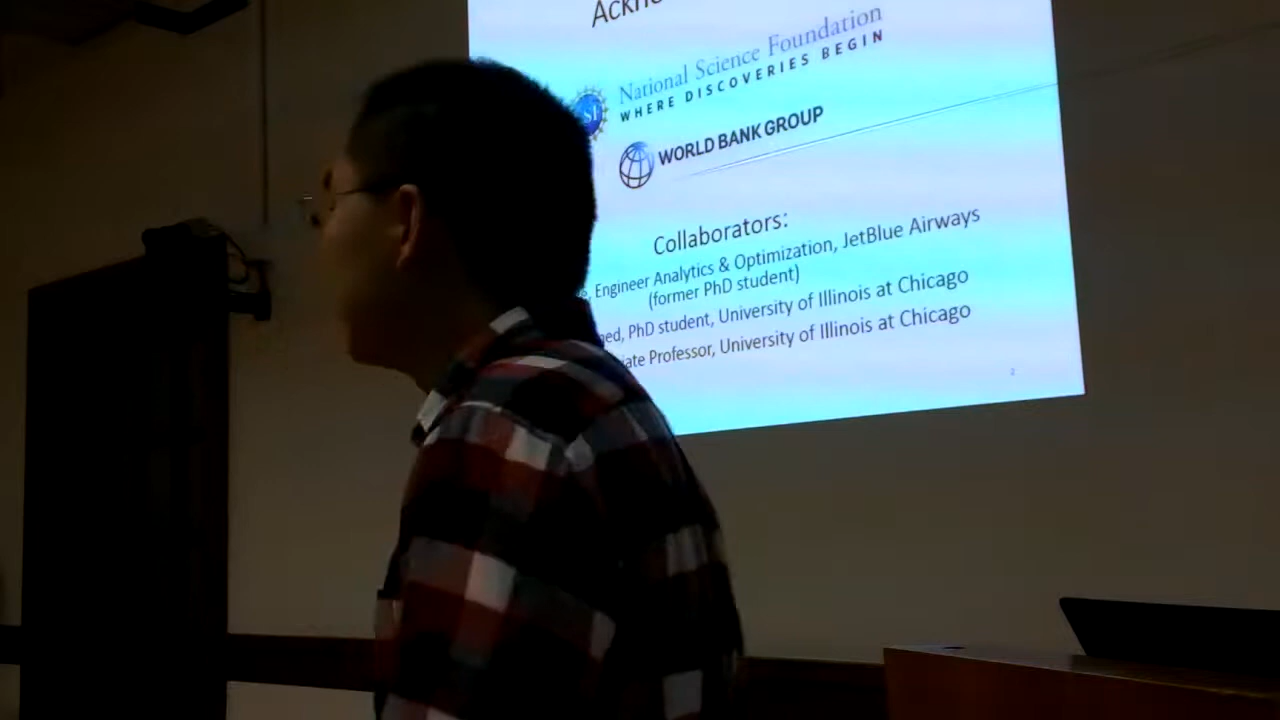 National Science Foundation
WHERE DISCOVERIES BEGIN
WORLD BANK GROUP
Collaborators:
Engineer Analytics & Optimization, JetBlue Airways
(former PhD student)
PhD student, University of Illinois at Chicago
Professor, University of Illinois at Chicago
2